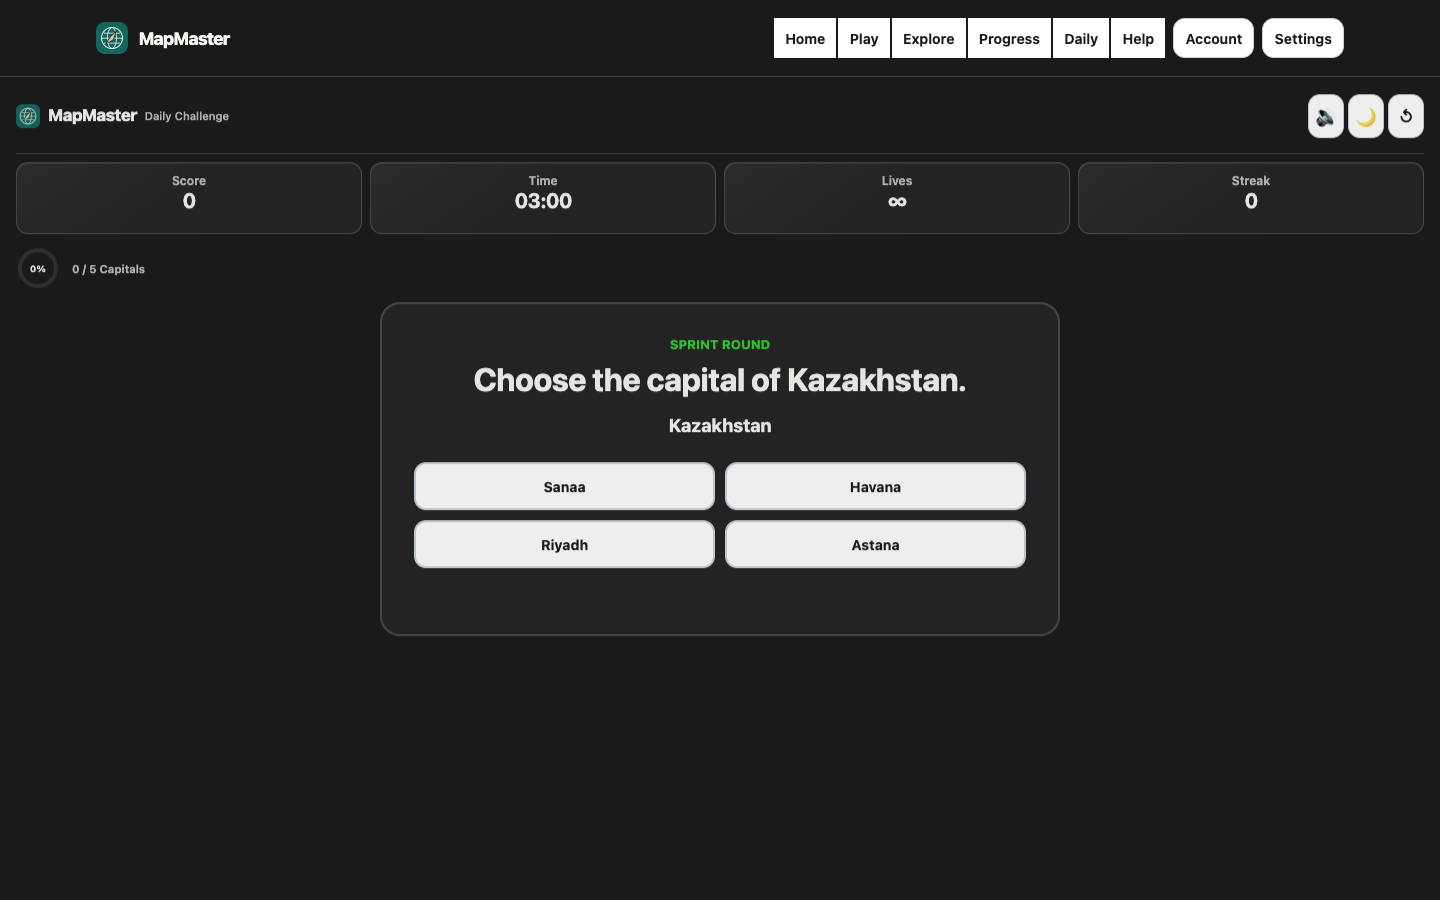 MapMaster
Home
Play
Explore
Progress
Daily
Help
Account
Settings
MapMaster Daily Challenge
Score
0
Time
03:00
Lives
∞
Streak
0
0%
0 / 5 Capitals
SPRINT ROUND
Choose the capital of Kazakhstan.
Kazakhstan
Sanaa
Havana
Riyadh
Astana